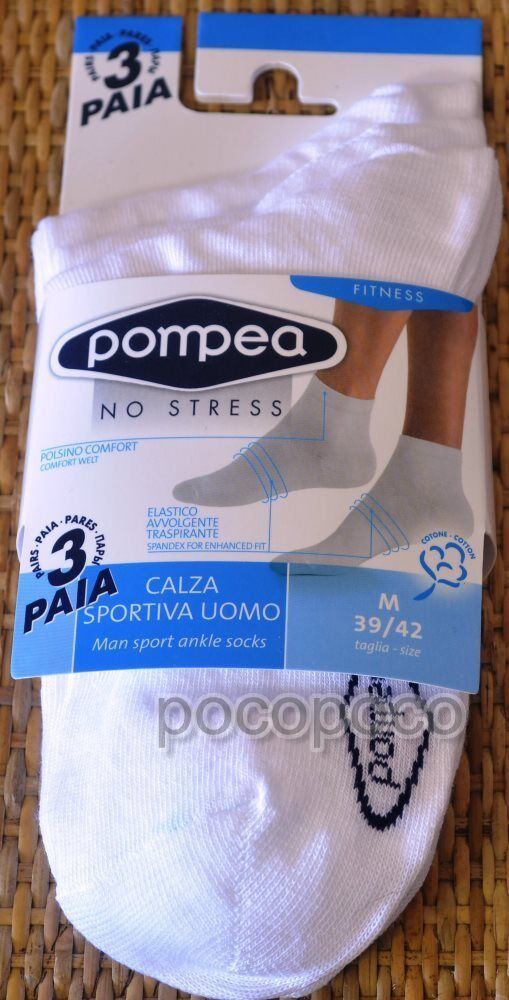 PAIRS · PAIA · PARES · ПАРЫ
3
PAIA
FITNESS
pompea
NO STRESS
POLSINO COMFORT
COMFORT WELT
ELASTICO
AVVOLGENTE
TRASPIRANTE
SPANDEX FOR ENHANCED FIT
COTONE - COTTON
PAIRS · PAIA · PARES · ПАРЫ
3
PAIA
CALZA
SPORTIVA UOMO
Man sport ankle socks
M
39/42
taglia - size
pocopoco
pompea